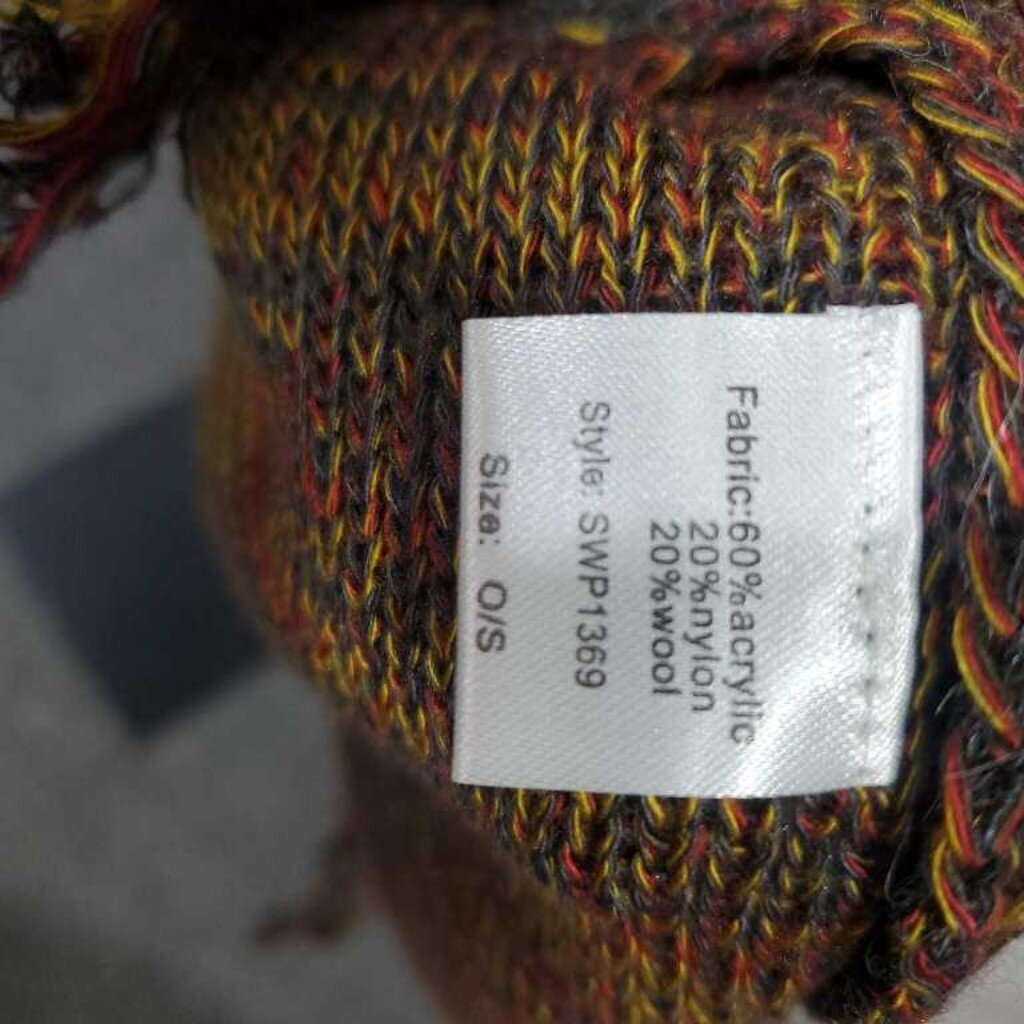 Fabric:60%acrylic
20%nylon
20%wool
Style: SWP1369
Size: O/S